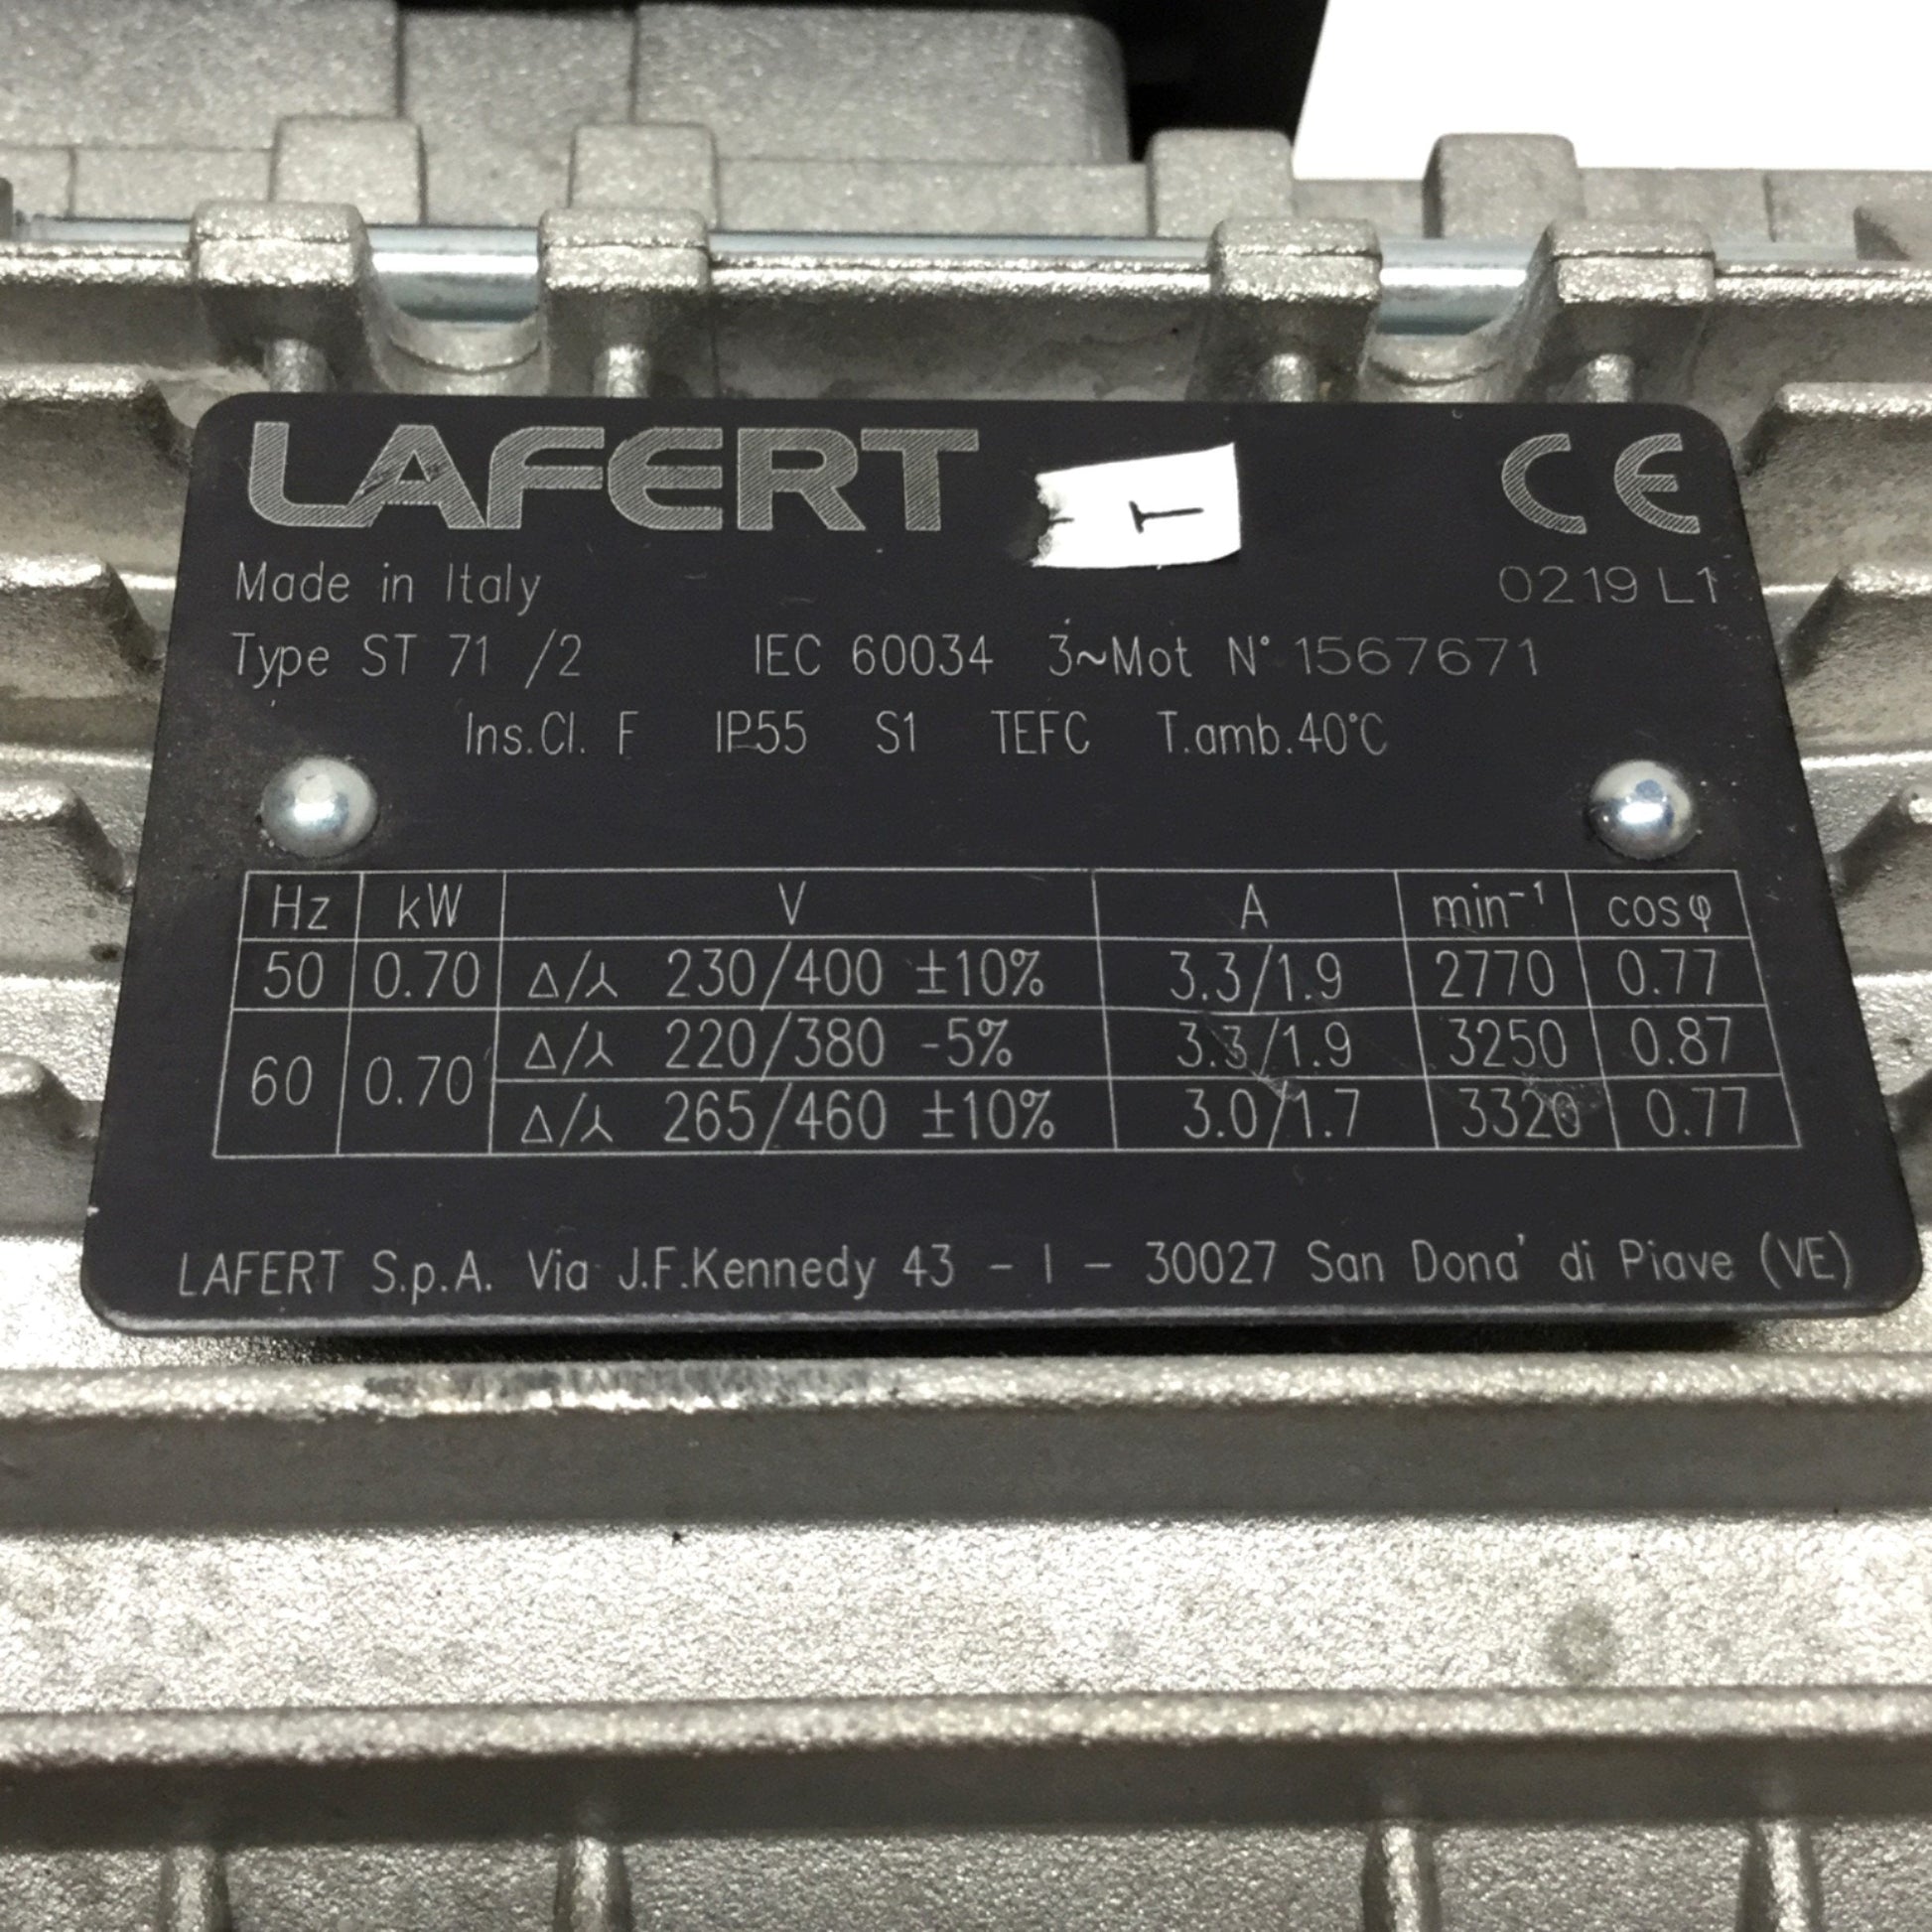 LAFERT
T
CE
Made in Italy
0219 L1
Type ST 71 /2 IEC 60034 3~Mot N° 1567671
Ins.Cl. F IP55 S1 TEFC T.amb.40°C
Hz kW V A min⁻¹ cosφ
50 0.70 Δ/⅄ 230/400 ±10% 3.3/1.9 2770 0.77
60 0.70 Δ/⅄ 220/380 -5% 3.3/1.9 3250 0.87
Δ/⅄ 265/460 ±10% 3.0/1.7 3320 0.77
LAFERT S.p.A. Via J.F.Kennedy 43 - I - 30027 San Dona' di Piave (VE)